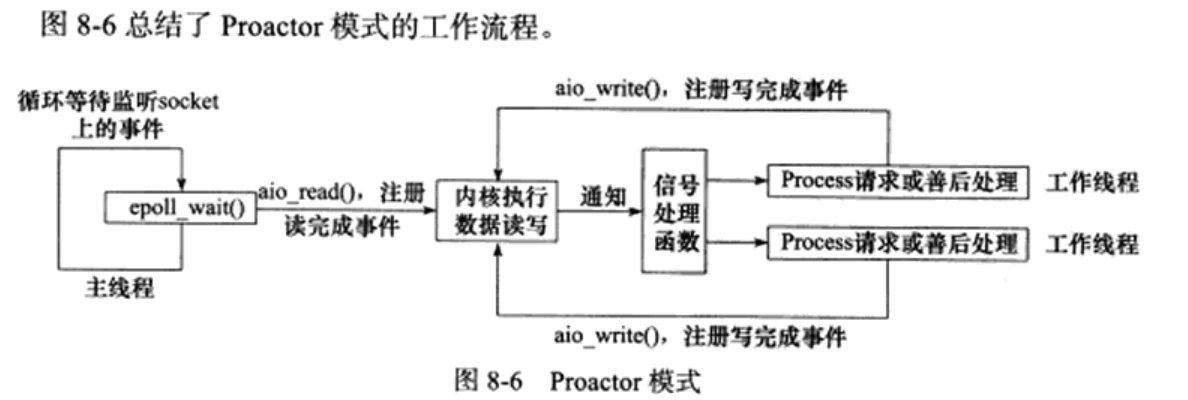 图 8-6 总结了 Proactor 模式的工作流程。
循环等待监听socket
上的事件
epoll_wait()
主线程
aio_read()，注册
读完成事件
内核执行
数据读写
通知
信号
处理
函数
aio_write()，注册写完成事件
Process请求或善后处理
工作线程
Process请求或善后处理
工作线程
aio_write()，注册写完成事件
图 8-6 Proactor 模式